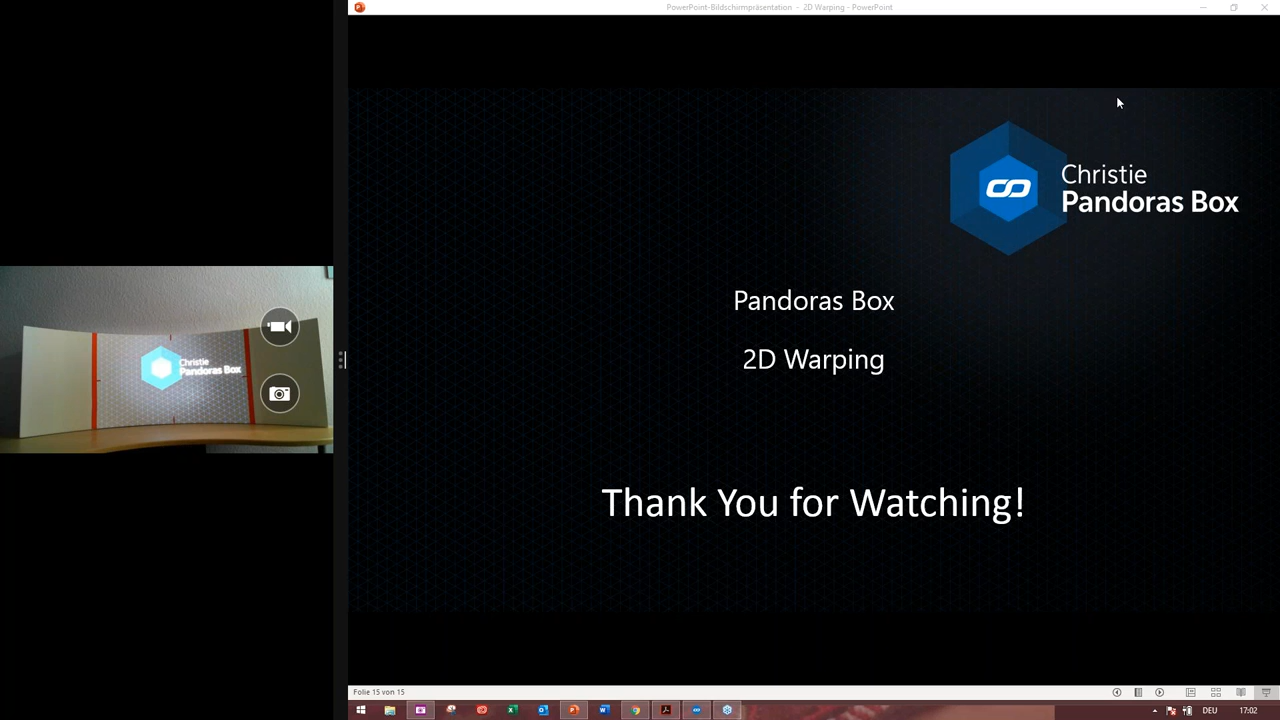 PowerPoint-Bildschirmpräsentation - 2D Warping - PowerPoint
Christie
Pandoras Box
Pandoras Box
2D Warping
Christie
Pandoras Box
Thank You for Watching!
Folie 15 von 15
DEU
17:02